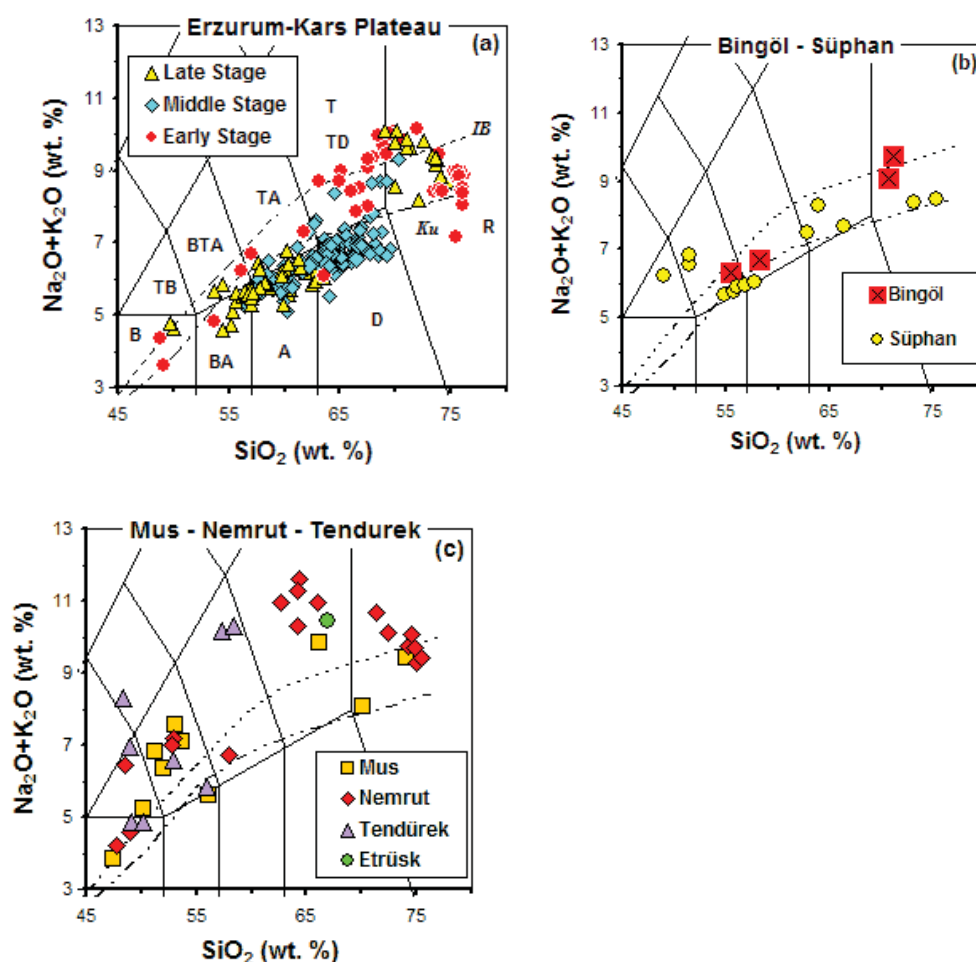 Erzurum-Kars Plateau
(a)
Late Stage
Middle Stage
Early Stage
T
TD
IB
TA
BTA
Ku
R
TB
B
D
BA
A
13
11
9
7
5
3
45
55
65
75
Na₂O+K₂O (wt. %)
SiO₂ (wt. %)
Bingöl - Süphan
(b)
Bingöl
Süphan
13
11
9
7
5
3
45
55
65
75
Na₂O+K₂O (wt. %)
SiO₂ (wt. %)
Mus - Nemrut - Tendurek
(c)
Mus
Nemrut
Tendürek
Etrüsk
13
11
9
7
5
3
45
55
65
75
Na₂O+K₂O (wt. %)
SiO₂ (wt. %)